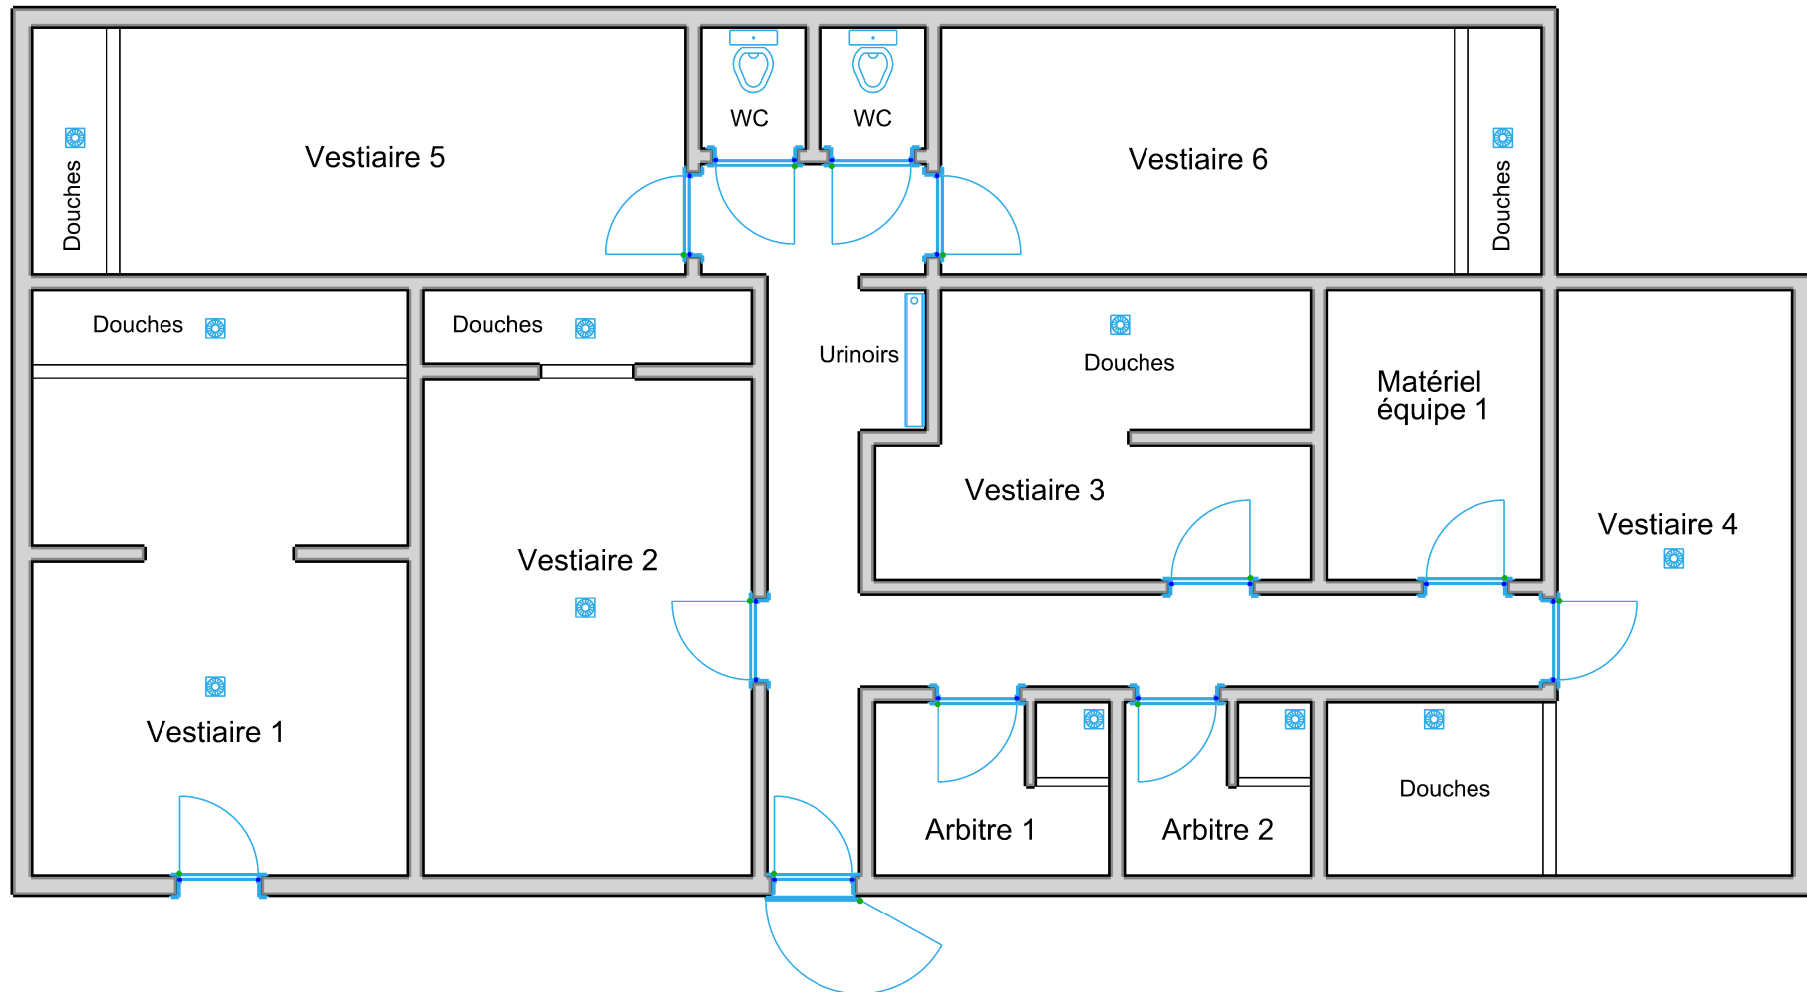 WC
WC
Vestiaire 5
Vestiaire 6
Douches
Douches
Douches
Douches
Urinoirs
Douches
Matériel
équipe 1
Vestiaire 3
Vestiaire 4
Vestiaire 2
Vestiaire 1
Douches
Arbitre 1
Arbitre 2